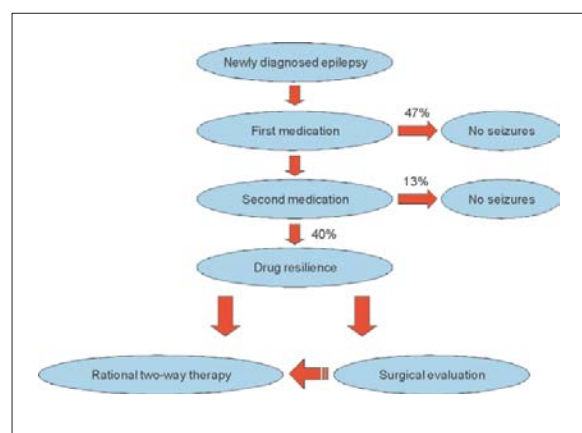 Newly diagnosed epilepsy
47%
First medication
No seizures
13%
Second medication
No seizures
40%
Drug resilience
Rational two-way therapy
Surgical evaluation